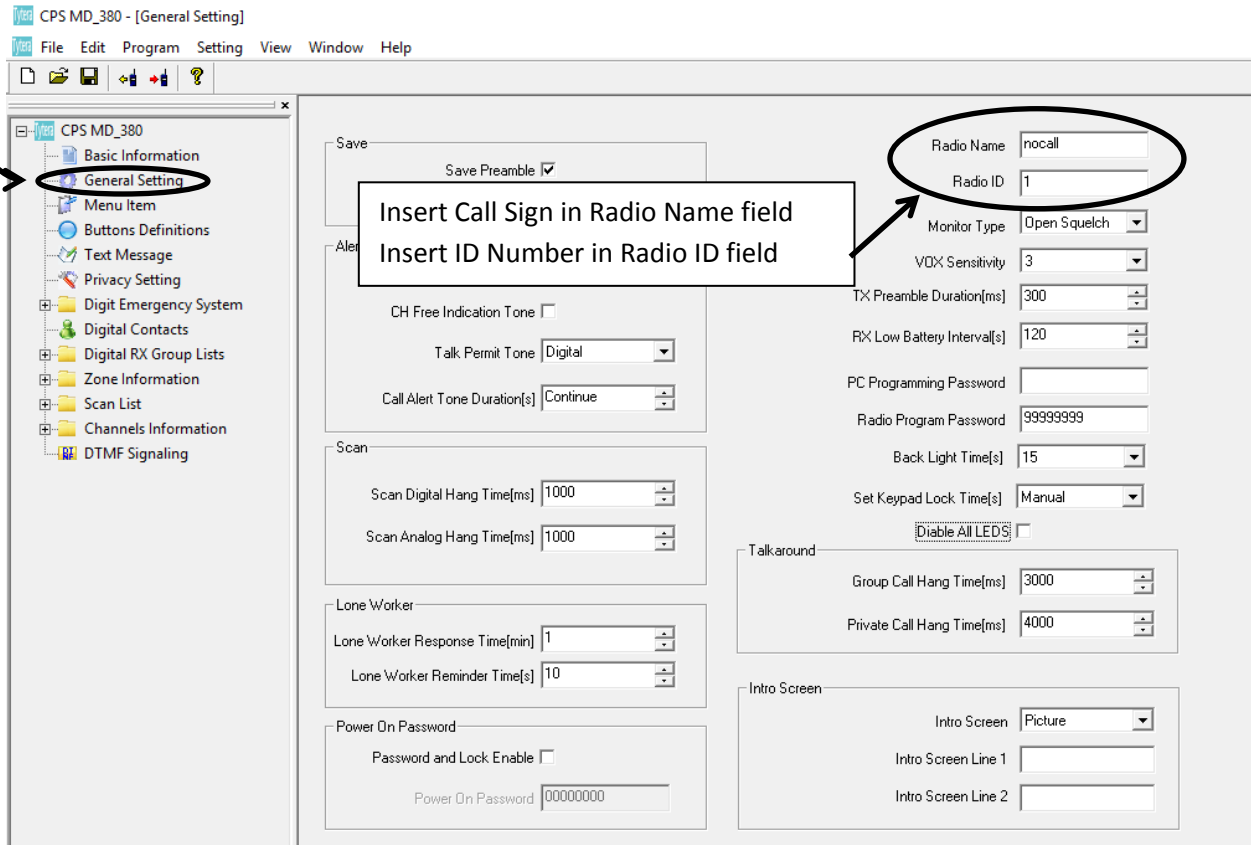 Tytera CPS MD_380 - [General Setting]
Tytera File Edit Program Setting View Window Help
Tytera CPS MD_380
Basic Information
General Setting
Menu Item
Buttons Definitions
Text Message
Privacy Setting
Digit Emergency System
Digital Contacts
Digital RX Group Lists
Zone Information
Scan List
Channels Information
DTMF Signaling
Save
Save Preamble
Insert Call Sign in Radio Name field
Insert ID Number in Radio ID field
CH Free Indication Tone
Talk Permit Tone Digital
Call Alert Tone Duration[s] Continue
Scan
Scan Digital Hang Time[ms] 1000
Scan Analog Hang Time[ms] 1000
Lone Worker
Lone Worker Response Time[min] 1
Lone Worker Reminder Time[s] 10
Power On Password
Password and Lock Enable
Power On Password 00000000
Radio Name nocall
Radio ID 1
Monitor Type Open Squelch
VOX Sensitivity 3
TX Preamble Duration[ms] 300
RX Low Battery Interval[s] 120
PC Programming Password
Radio Program Password 99999999
Back Light Time[s] 15
Set Keypad Lock Time[s] Manual
Diable All LEDS
Talkaround
Group Call Hang Time[ms] 3000
Private Call Hang Time[ms] 4000
Intro Screen
Intro Screen Picture
Intro Screen Line 1
Intro Screen Line 2